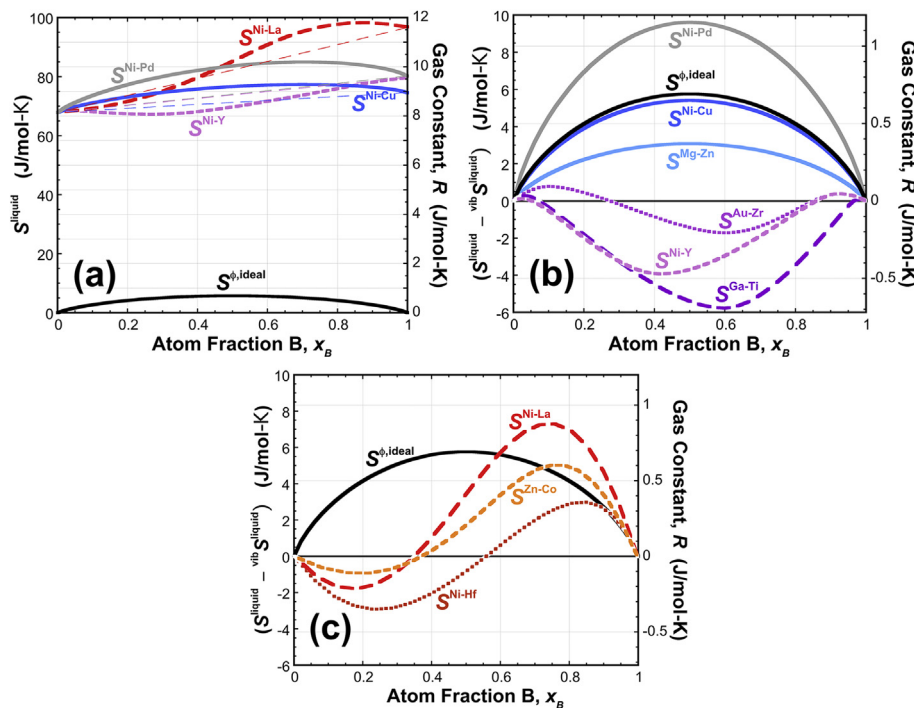 100
80
60
40
20
0
S^liquid (J/mol-K)
S^Ni-La
S^Ni-Pd
S^Ni-Cu
S^Ni-Y
S^ϕ,ideal
(a)
12
10
8
6
4
2
0
Gas Constant, R (J/mol-K)
0 0.2 0.4 0.6 0.8 1
Atom Fraction B, x_B
10
8
6
4
2
0
-2
-4
-6
(S^liquid – ^vib S^liquid) (J/mol-K)
S^Ni-Pd
S^ϕ,ideal
S^Ni-Cu
S^Mg-Zn
S^Au-Zr
S^Ni-Y
S^Ga-Ti
(b)
1
0.5
0
-0.5
Gas Constant, R (J/mol-K)
0 0.2 0.4 0.6 0.8 1
Atom Fraction B, x_B
10
8
6
4
2
0
-2
-4
-6
(S^liquid – ^vib S^liquid) (J/mol-K)
S^Ni-La
S^ϕ,ideal
S^Zn-Co
S^Ni-Hf
(c)
1
0.5
0
-0.5
Gas Constant, R (J/mol-K)
0 0.2 0.4 0.6 0.8 1
Atom Fraction B, x_B